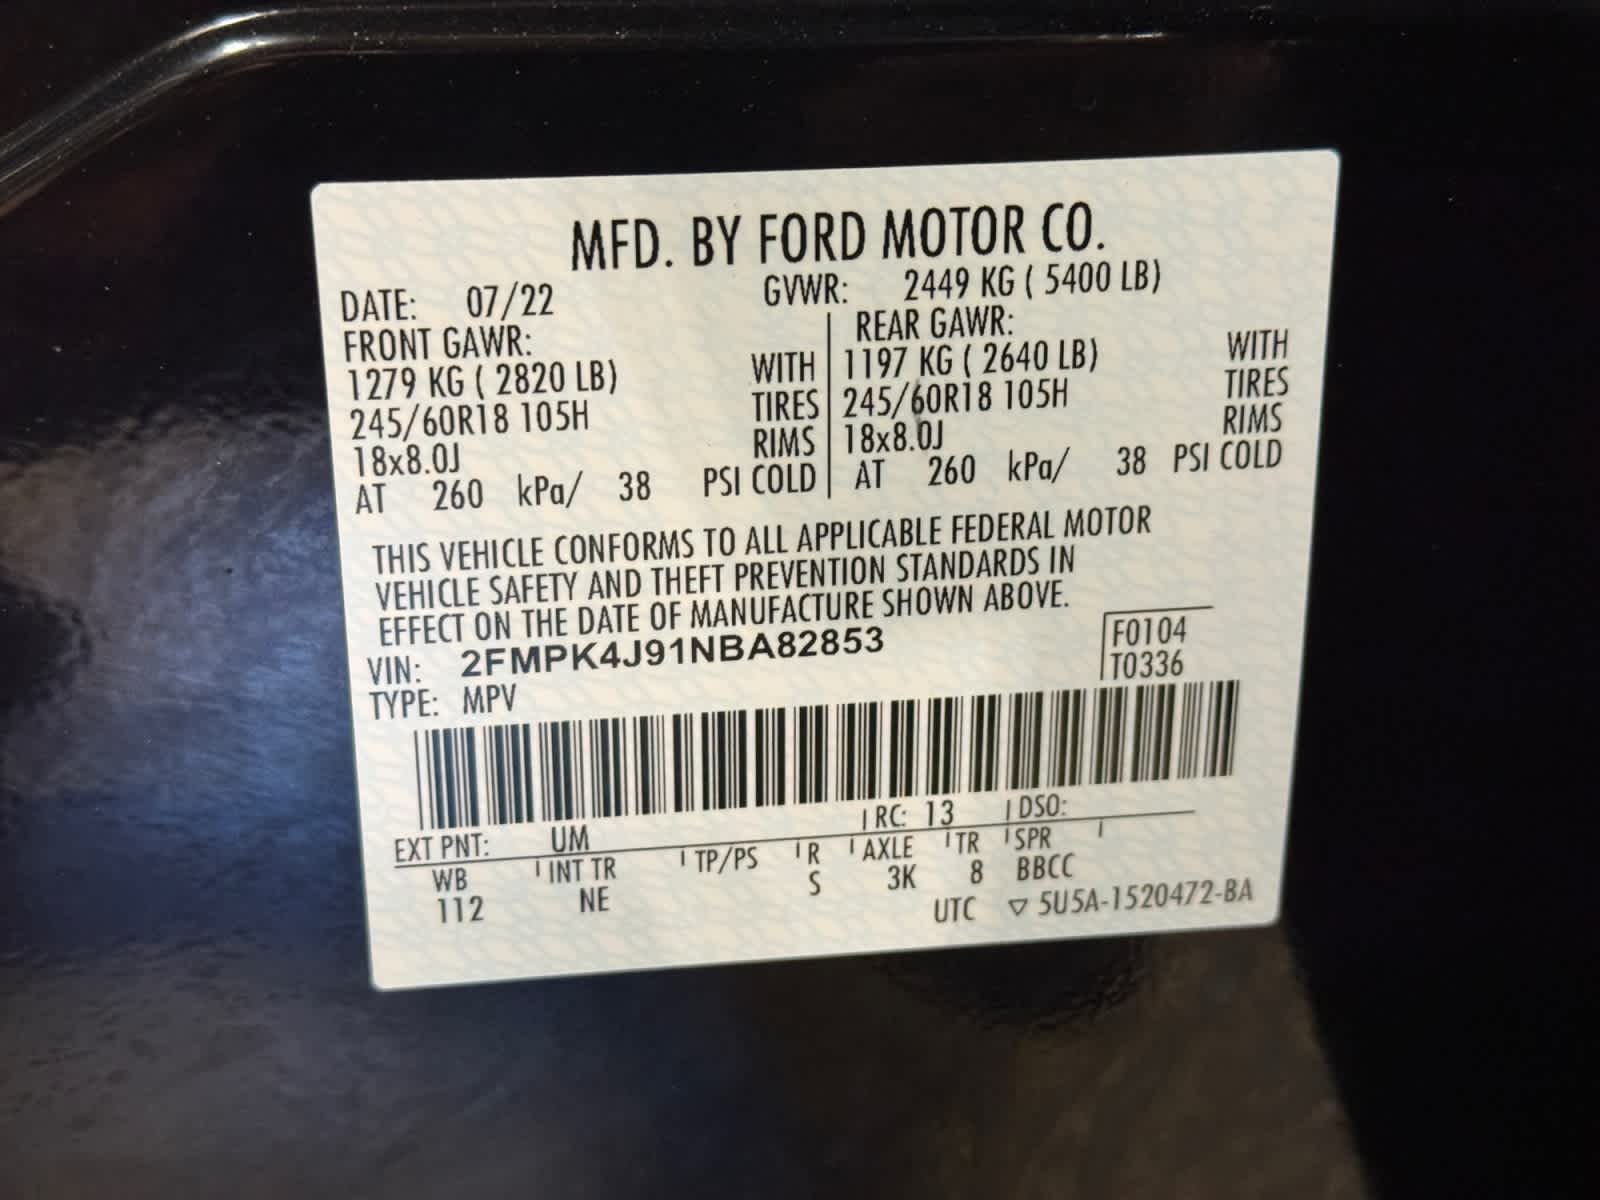 MFD. BY FORD MOTOR CO.
DATE: 07/22 GVWR: 2449 KG ( 5400 LB)
FRONT GAWR: REAR GAWR:
1279 KG ( 2820 LB) WITH 1197 KG ( 2640 LB) WITH
245/60R18 105H TIRES 245/60R18 105H TIRES
18x8.0J RIMS 18x8.0J RIMS
AT 260 kPa/ 38 PSI COLD AT 260 kPa/ 38 PSI COLD
THIS VEHICLE CONFORMS TO ALL APPLICABLE FEDERAL MOTOR
VEHICLE SAFETY AND THEFT PREVENTION STANDARDS IN
EFFECT ON THE DATE OF MANUFACTURE SHOWN ABOVE.
VIN: 2FMPK4J91NBA82853 F0104
TYPE: MPV T0336
EXT PNT: UM RC: 13 DSO:
WB INT TR TP/PS R AXLE TR SPR
112 NE S 3K 8 BBCC
UTC ▽ 5U5A-1520472-BA